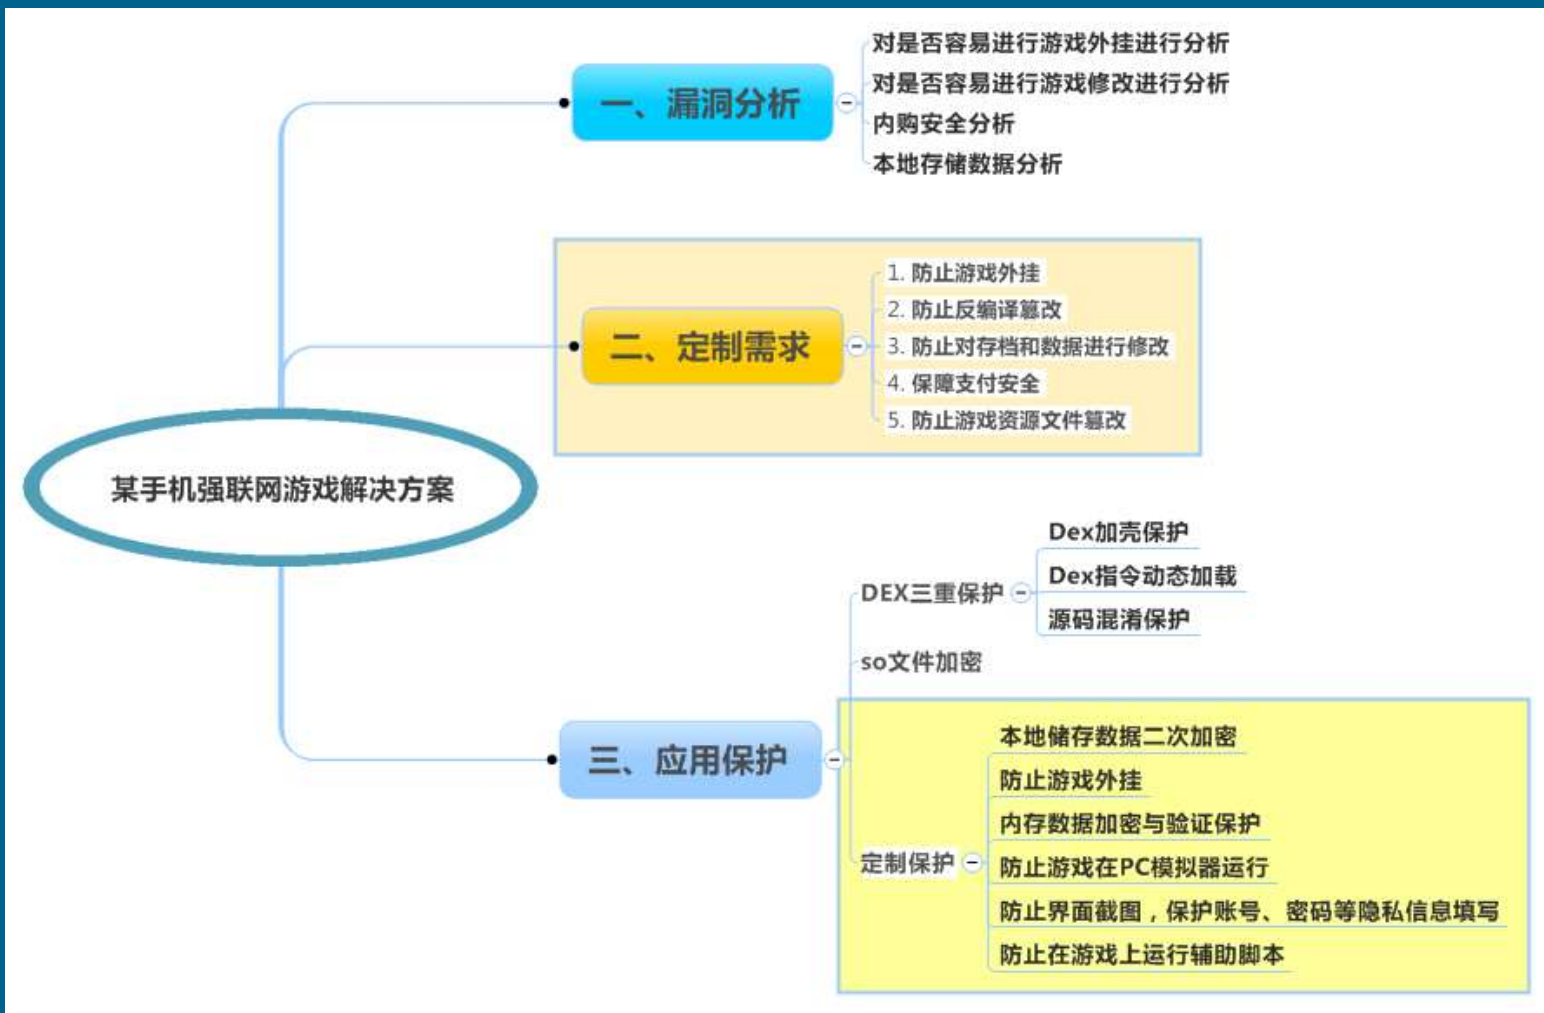 某手机强联网游戏解决方案
一、漏洞分析
对是否容易进行游戏外挂进行分析
对是否容易进行游戏修改进行分析
内购安全分析
本地存储数据分析
二、定制需求
1. 防止游戏外挂
2. 防止反编译篡改
3. 防止对存档和数据进行修改
4. 保障支付安全
5. 防止游戏资源文件篡改
三、应用保护
DEX三重保护
Dex加壳保护
Dex指令动态加载
源码混淆保护
so文件加密
定制保护
本地储存数据二次加密
防止游戏外挂
内存数据加密与验证保护
防止游戏在PC模拟器运行
防止界面截图，保护账号、密码等隐私信息填写
防止在游戏上运行辅助脚本